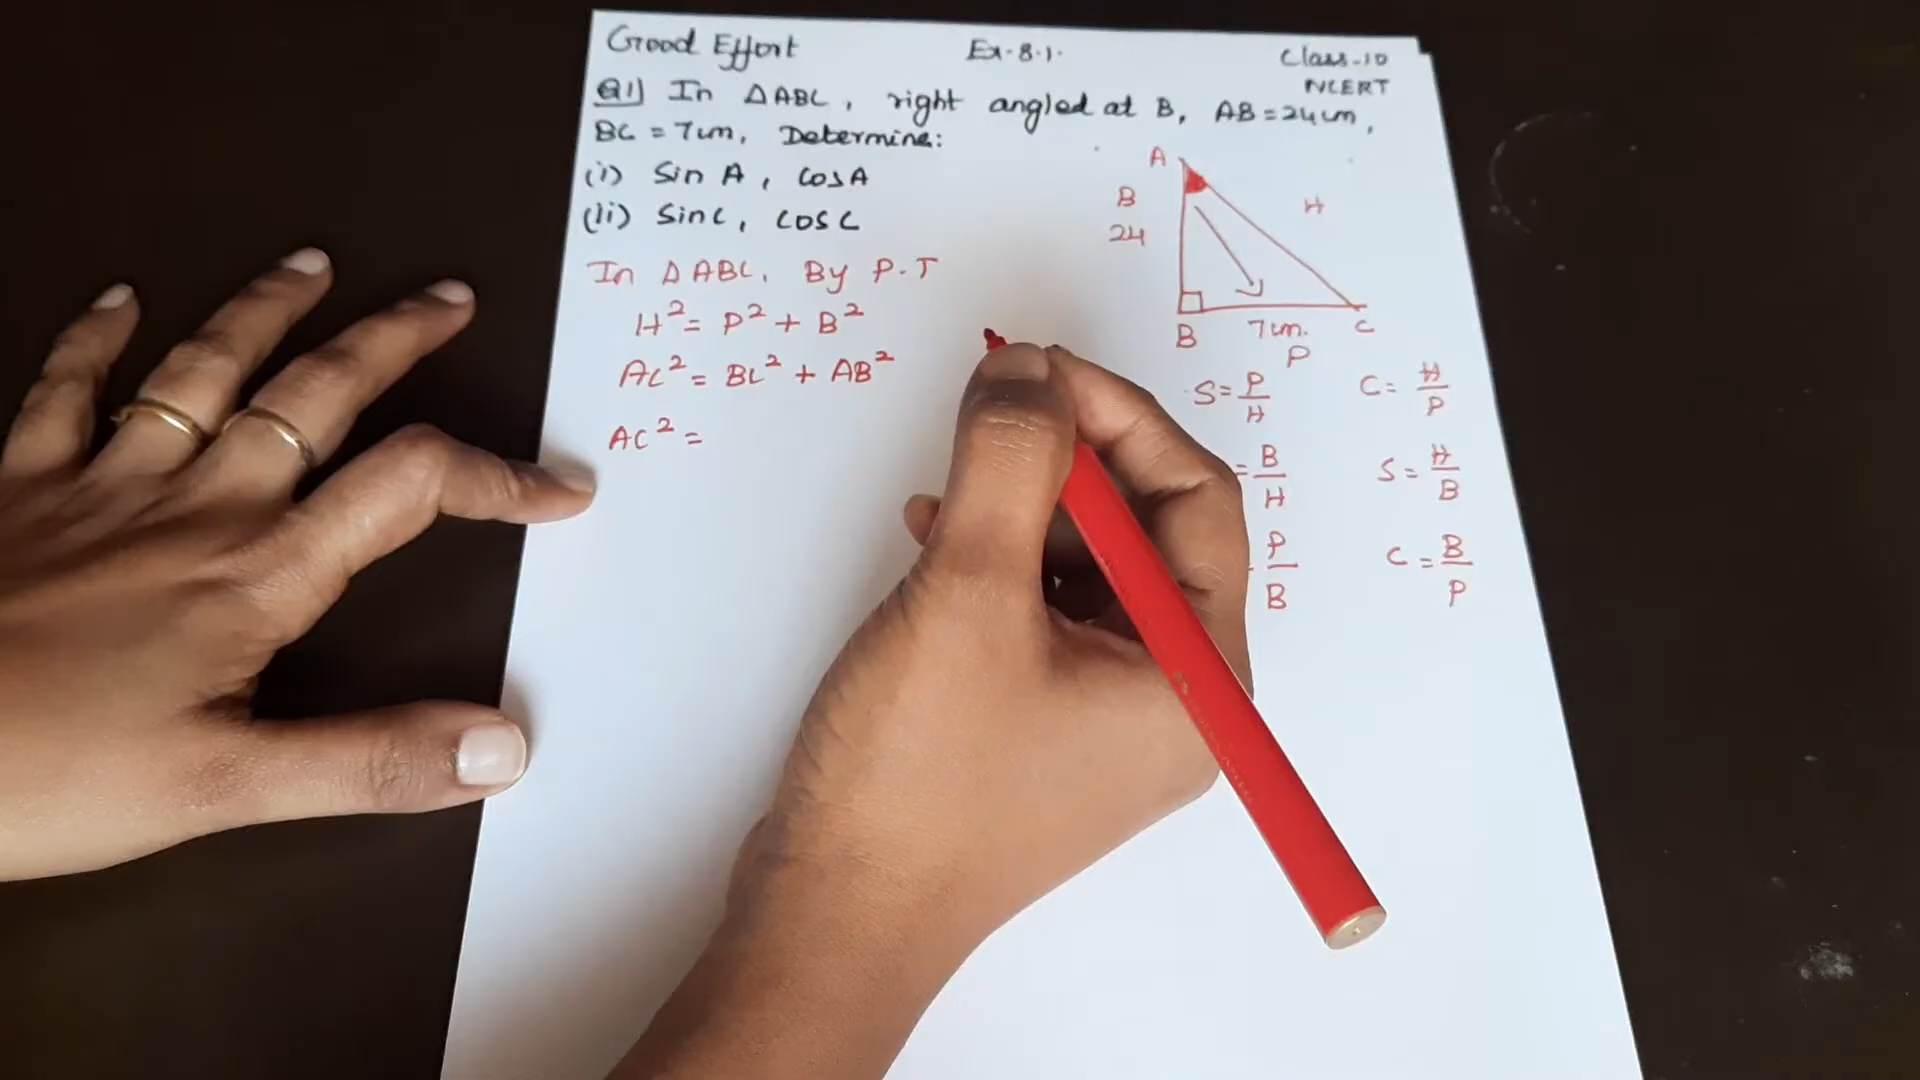 Good Effort Ex-8.1. Class-10
NCERT
Q1) In △ABC, right angled at B, AB=24cm,
BC = 7cm, Determine:
(i) Sin A, CosA
(ii) Sin C, COS C
In △ ABC. By P.T
H² = P² + B²
AC² = BC² + AB²
AC² =
A
B
24
H
B 7cm. C
P
S = P/H C = H/P
= B/H S = H/B
P/B C = B/P